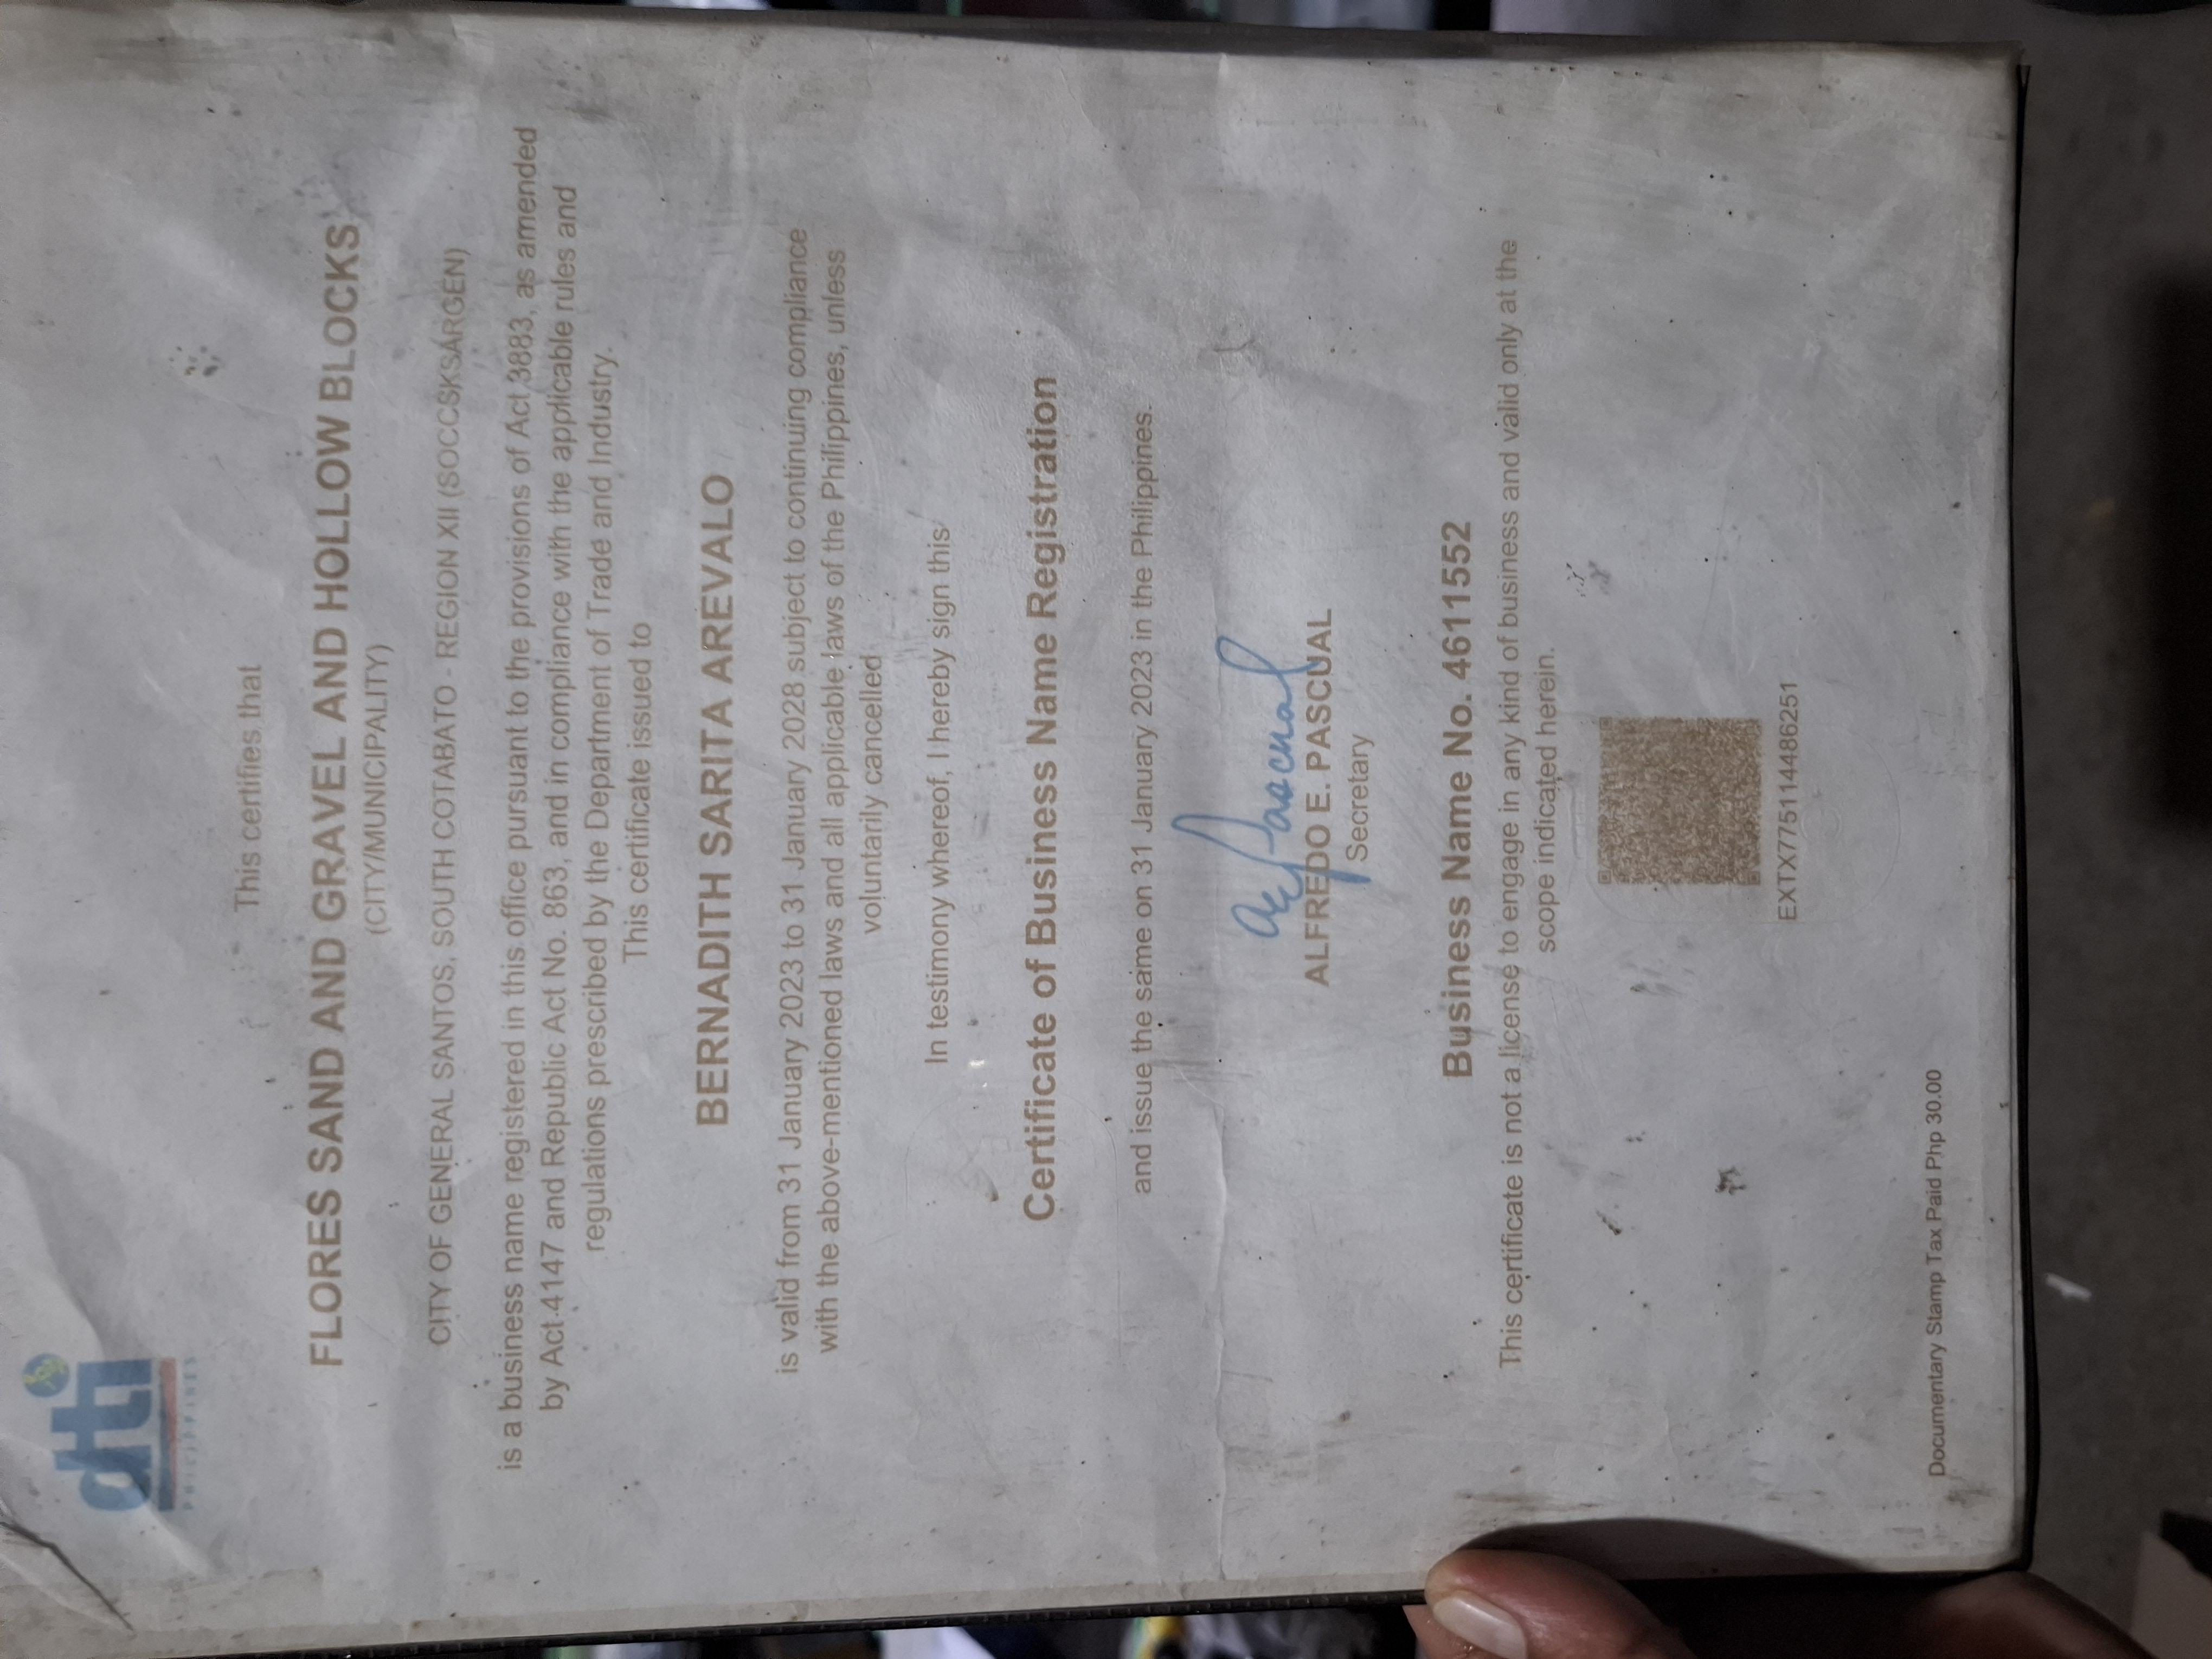 dti
PHILIPPINES
This certifies that
FLORES SAND AND GRAVEL AND HOLLOW BLOCKS
(CITY/MUNICIPALITY)
CITY OF GENERAL SANTOS, SOUTH COTABATO - REGION XII (SOCCSKSARGEN)
is a business name registered in this office pursuant to the provisions of Act 3883, as amended
by Act 4147 and Republic Act No. 863, and in compliance with the applicable rules and
regulations prescribed by the Department of Trade and Industry.
This certificate issued to
BERNADITH SARITA AREVALO
is valid from 31 January 2023 to 31 January 2028 subject to continuing compliance
with the above-mentioned laws and all applicable laws of the Philippines, unless
voluntarily cancelled
In testimony whereof, I hereby sign this
Certificate of Business Name Registration
and issue the same on 31 January 2023 in the Philippines.
ALFREDO E. PASCUAL
Secretary
Business Name No. 4611552
This certificate is not a license to engage in any kind of business and valid only at the
scope indicated herein.
EXTX775114486251
Documentary Stamp Tax Paid Php 30.00